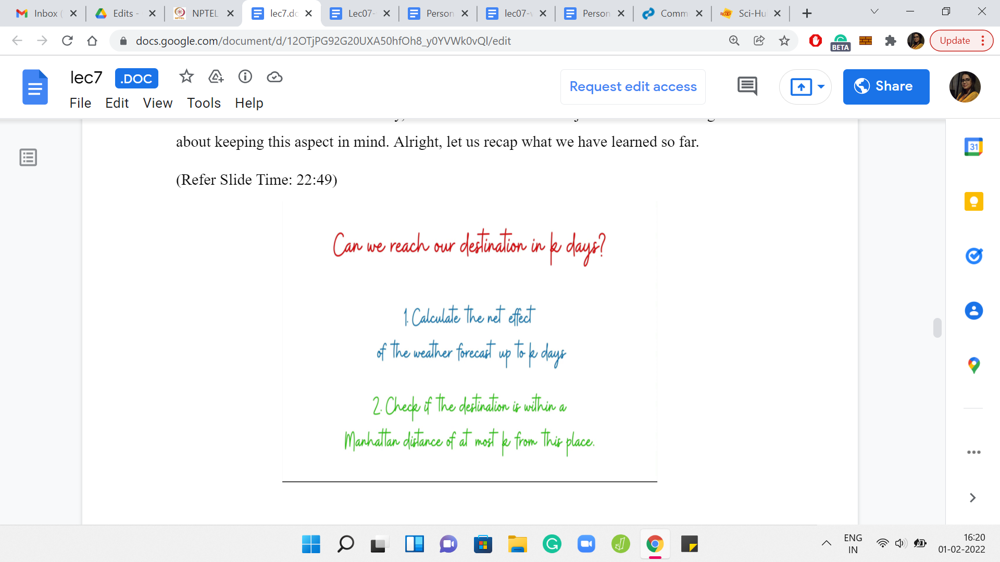 Inbox (
Edits -
NPTEL
lec7.dc
Lec07-
Person
lec07-v
Person
Comm
Sci-Hu
docs.google.com/document/d/12OTjPG92G20UXA50hfOh8_y0YVWk0vQl/edit
BETA
Update
lec7 .DOC
Request edit access
Share
File Edit View Tools Help
about keeping this aspect in mind. Alright, let us recap what we have learned so far.
31
(Refer Slide Time: 22:49)
Can we reach our destination in k days?
1. Calculate the net effect
of the weather forecast up to k days
2. Check if the destination is within a
Manhattan distance of at most k from this place.
ENG
IN
16:20
01-02-2022